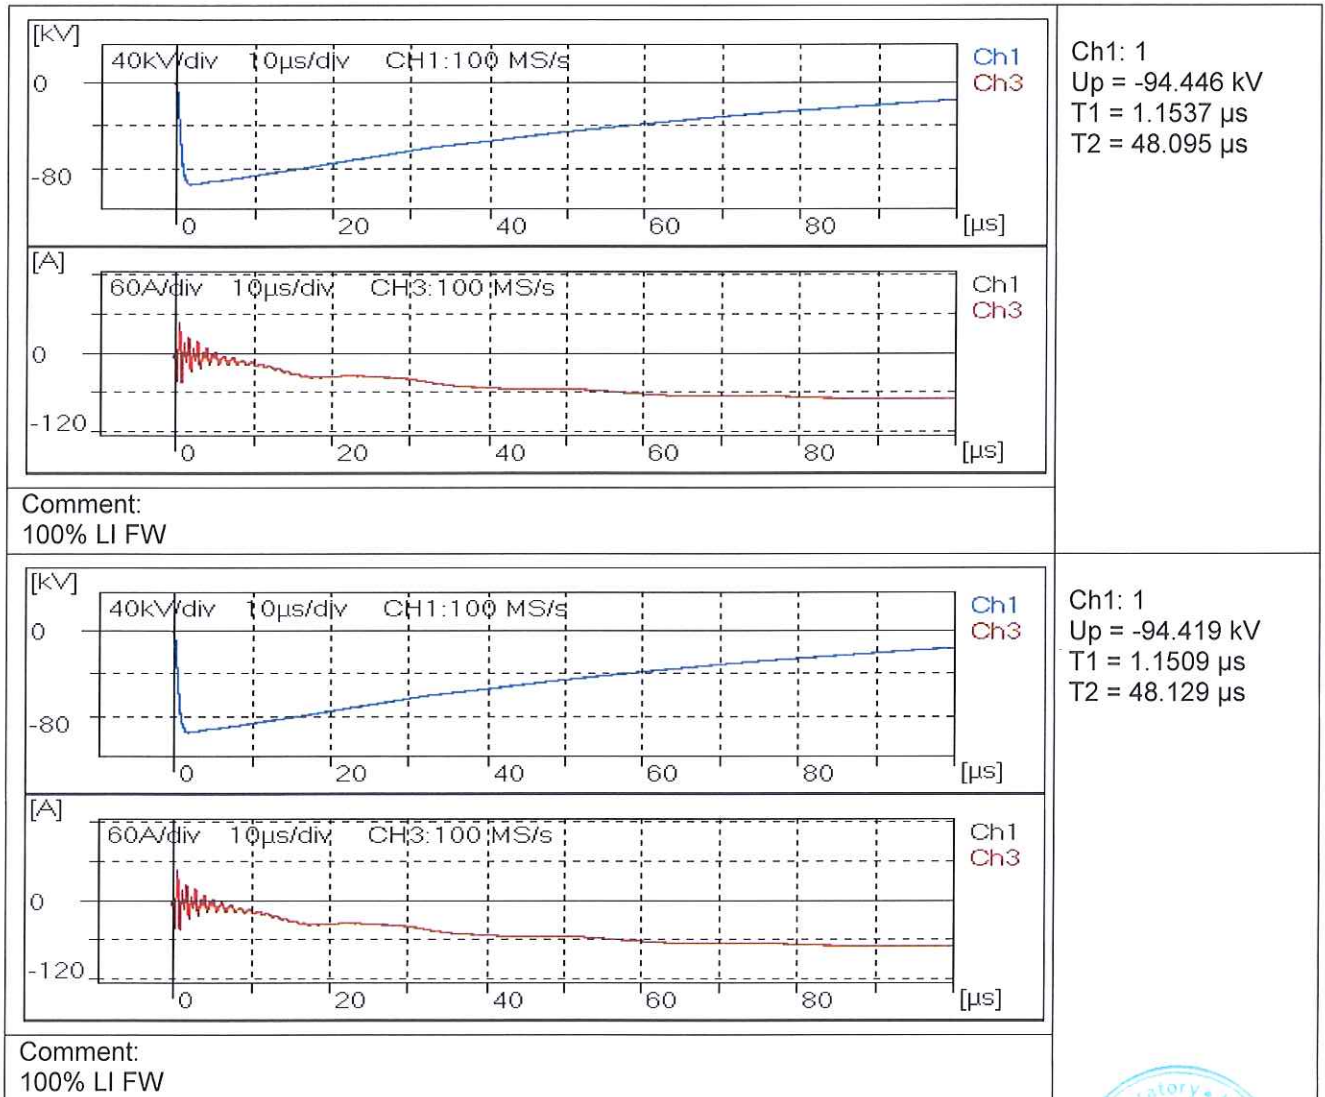 [kV]
40kV/div 10µs/div CH1:100 MS/s
Ch1
Ch3
0
-80
0 20 40 60 80 [µs]
[A]
60A/div 10µs/div CH3:100 MS/s
Ch1
Ch3
0
-120
0 20 40 60 80 [µs]
Ch1: 1
Up = -94.446 kV
T1 = 1.1537 µs
T2 = 48.095 µs
Comment:
100% LI FW
[kV]
40kV/div 10µs/div CH1:100 MS/s
Ch1
Ch3
0
-80
0 20 40 60 80 [µs]
[A]
60A/div 10µs/div CH3:100 MS/s
Ch1
Ch3
0
-120
0 20 40 60 80 [µs]
Ch1: 1
Up = -94.419 kV
T1 = 1.1509 µs
T2 = 48.129 µs
Comment:
100% LI FW